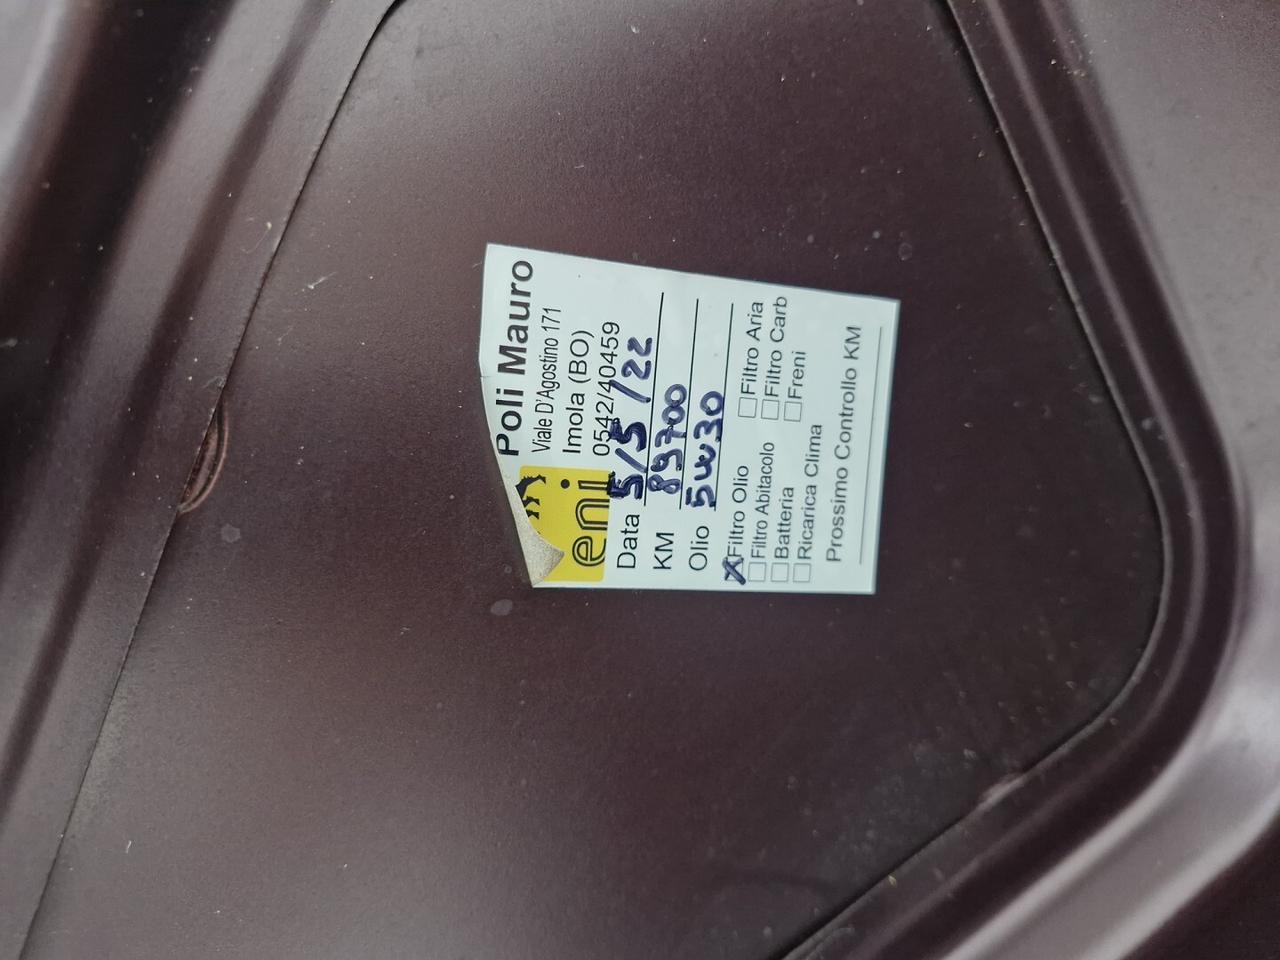 Poli Mauro
Viale D'Agostino 171
Imola (BO)
0542/40459
eni
Data 5/5/22
KM 89700
Olio 5w30
X Filtro Olio Filtro Aria
Filtro Abitacolo Filtro Carb
Batteria Freni
Ricarica Clima
Prossimo Controllo KM